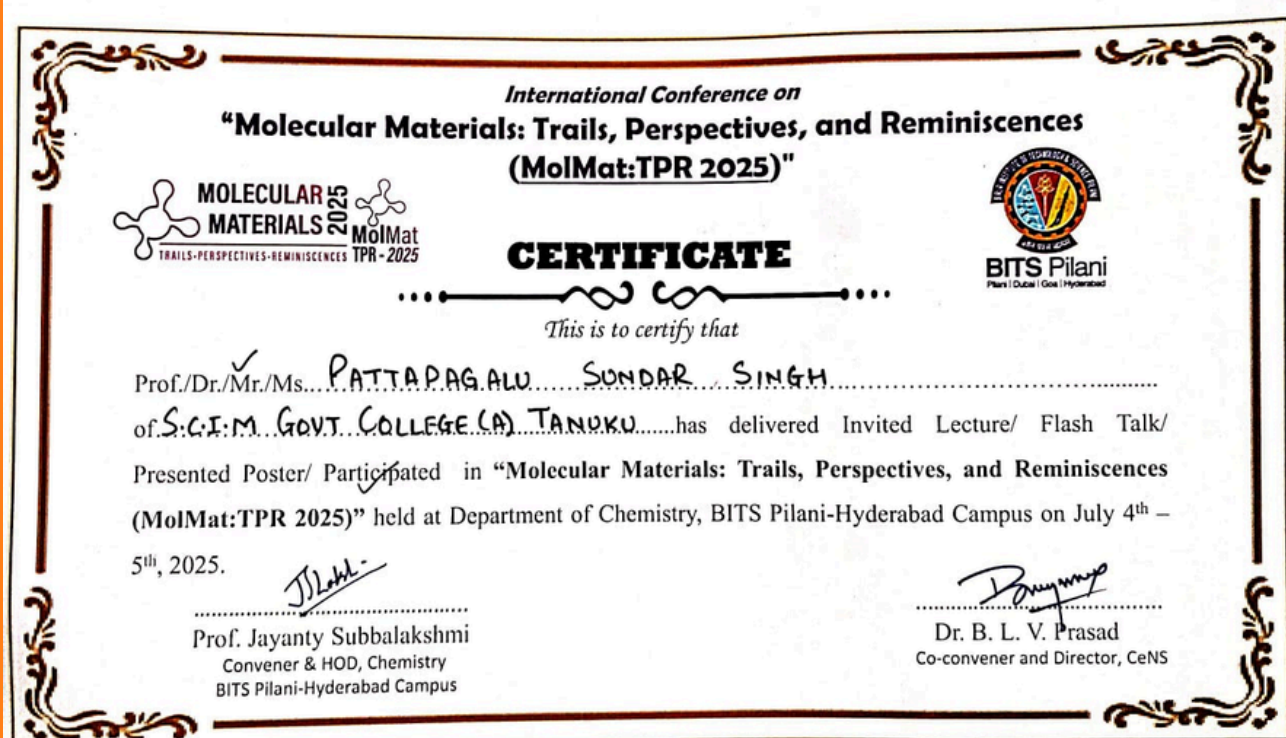 International Conference on
“Molecular Materials: Trails, Perspectives, and Reminiscences
(MolMat:TPR 2025)"
MOLECULAR
MATERIALS 2025
TRAILS-PERSPECTIVES-REMINISCENCES
MolMat
TPR - 2025
BITS Pilani
Pilani | Dubai | Goa | Hyderabad
CERTIFICATE
This is to certify that
Prof./Dr./Mr./Ms... PATTAPAGALU SUNDAR SINGH
of S.C.I.M GOVT COLLEGE (A) TANUKU has delivered Invited Lecture/ Flash Talk/
Presented Poster/ Participated in “Molecular Materials: Trails, Perspectives, and Reminiscences
(MolMat:TPR 2025)” held at Department of Chemistry, BITS Pilani-Hyderabad Campus on July 4th –
5th, 2025.
Prof. Jayanty Subbalakshmi
Convener & HOD, Chemistry
BITS Pilani-Hyderabad Campus
Dr. B. L. V. Prasad
Co-convener and Director, CeNS